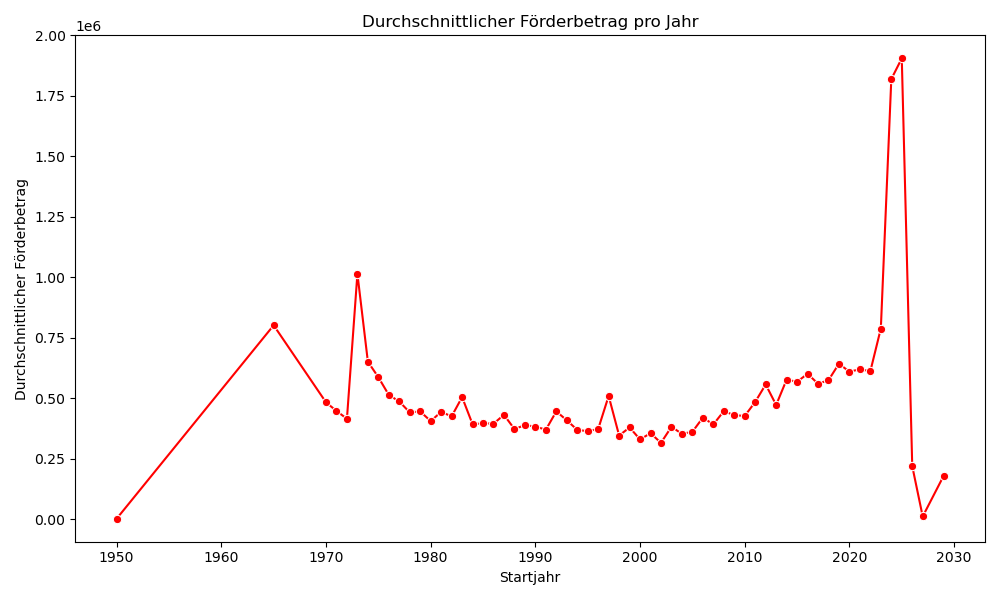 Durchschnittlicher Förderbetrag pro Jahr
1e6
Durchschnittlicher Förderbetrag
2.00
1.75
1.50
1.25
1.00
0.75
0.50
0.25
0.00
1950 1960 1970 1980 1990 2000 2010 2020 2030
Startjahr